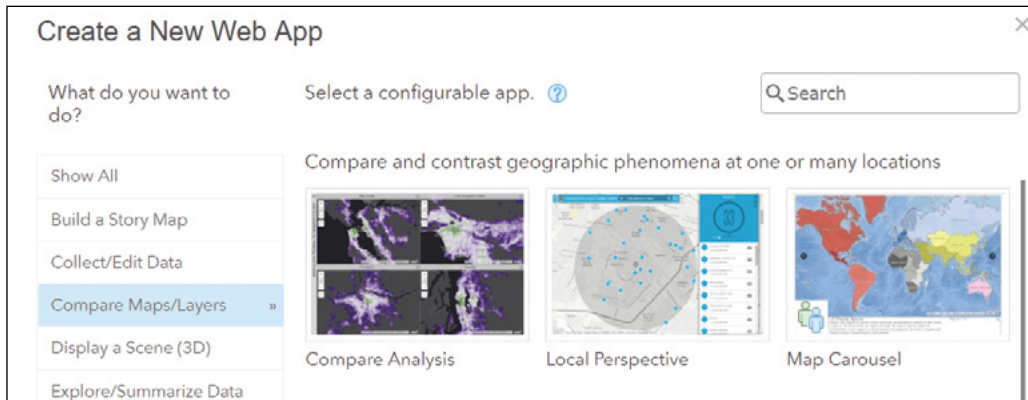 Create a New Web App
What do you want to
do?
Select a configurable app.
Search
Show All
Build a Story Map
Collect/Edit Data
Compare Maps/Layers »
Display a Scene (3D)
Explore/Summarize Data
Compare and contrast geographic phenomena at one or many locations
Compare Analysis
Local Perspective
Map Carousel